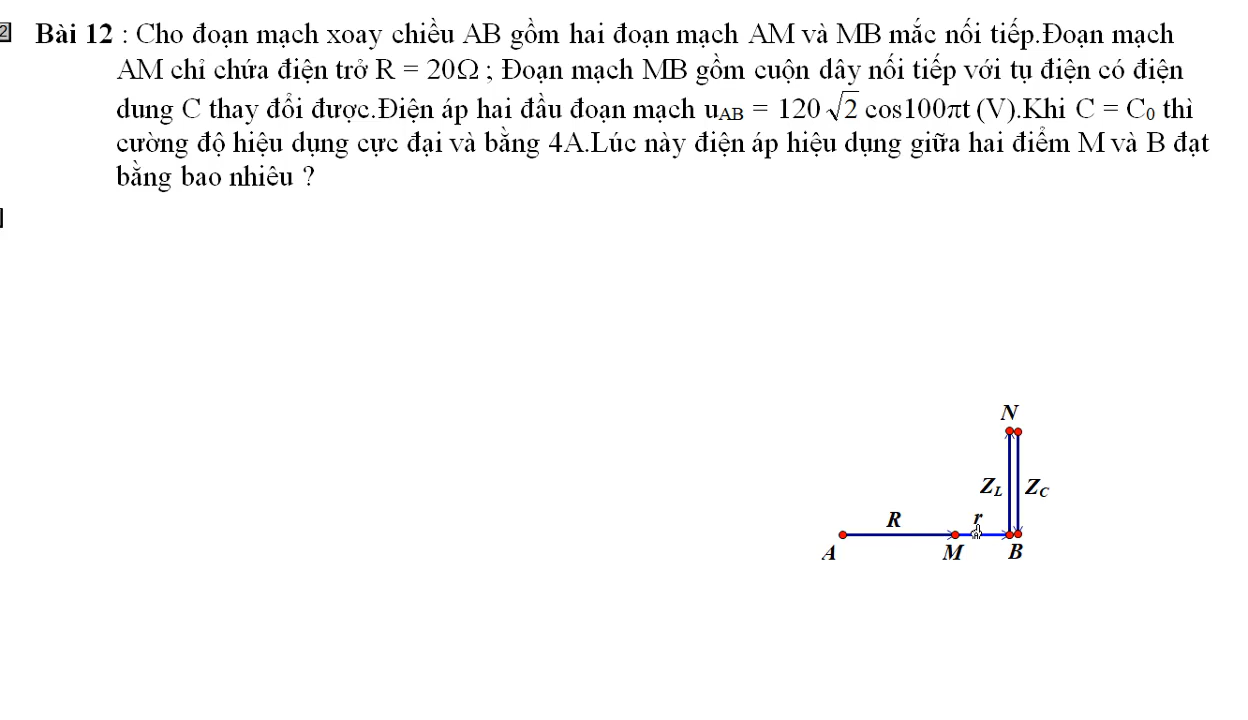 2
Bài 12 : Cho đoạn mạch xoay chiều AB gồm hai đoạn mạch AM và MB mắc nối tiếp.Đoạn mạch
AM chỉ chứa điện trở R = 20Ω ; Đoạn mạch MB gồm cuộn dây nối tiếp với tụ điện có điện
dung C thay đổi được.Điện áp hai đầu đoạn mạch u_AB = 120√2 cos100πt (V).Khi C = C₀ thì
cường độ hiệu dụng cực đại và bằng 4A.Lúc này điện áp hiệu dụng giữa hai điểm M và B đạt
bằng bao nhiêu ?
N
Z_L Z_C
R r
A M B